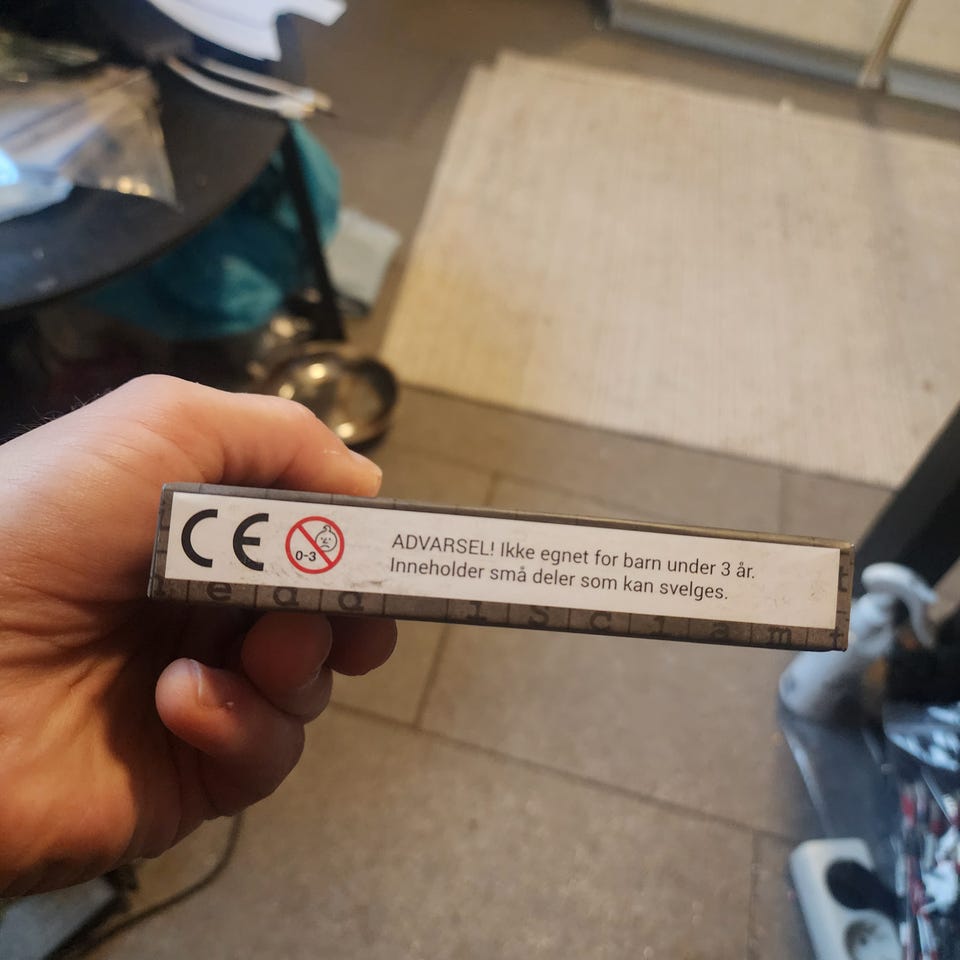 CE
0-3
ADVARSEL! Ikke egnet for barn under 3 år.
Inneholder små deler som kan svelges.